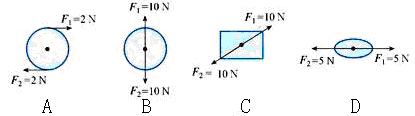 F₁=2 N
F₂=2 N
A
F₁=10 N
F₂=10 N
B
F₁=10 N
F₂= 10 N
C
F₂=5 N
F₁=5 N
D